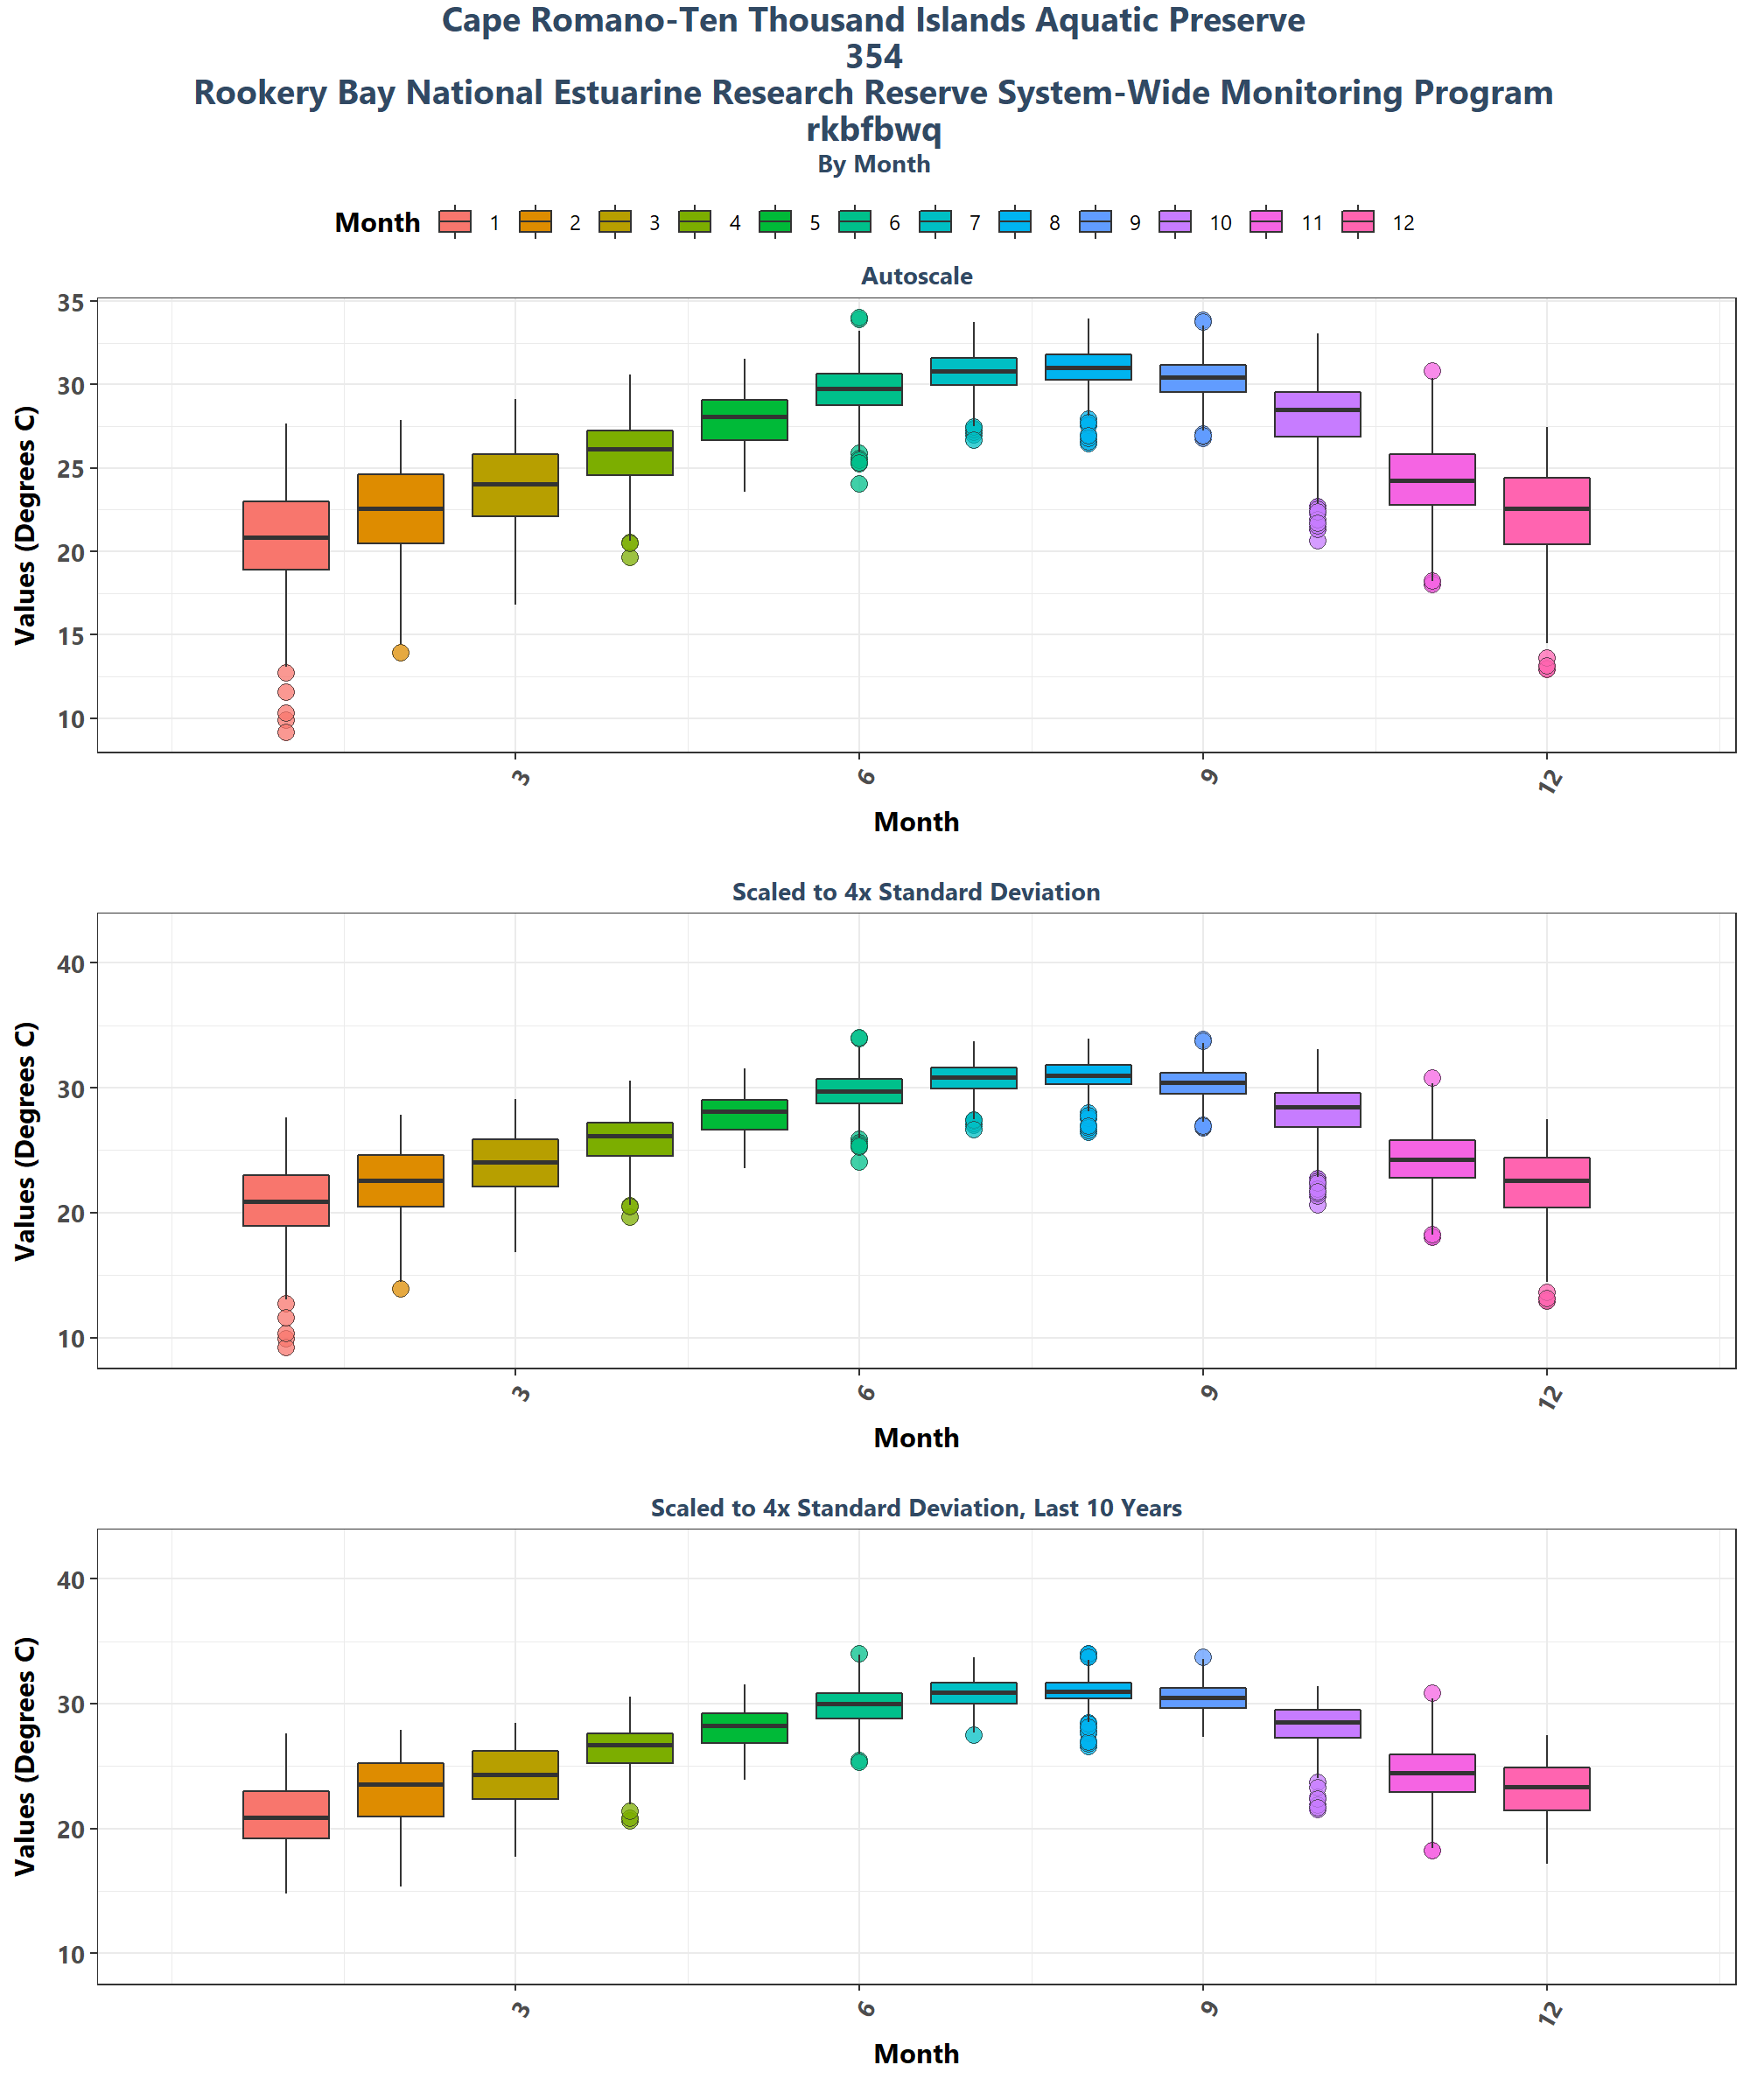 Cape Romano-Ten Thousand Islands Aquatic Preserve
354
Rookery Bay National Estuarine Research Reserve System-Wide Monitoring Program
rkbfbwq
By Month
Month 1 2 3 4 5 6 7 8 9 10 11 12
Autoscale
Values (Degrees C)
35
30
25
20
15
10
3 6 9 12
Month
Scaled to 4x Standard Deviation
Values (Degrees C)
40
30
20
10
3 6 9 12
Month
Scaled to 4x Standard Deviation, Last 10 Years
Values (Degrees C)
40
30
20
10
3 6 9 12
Month